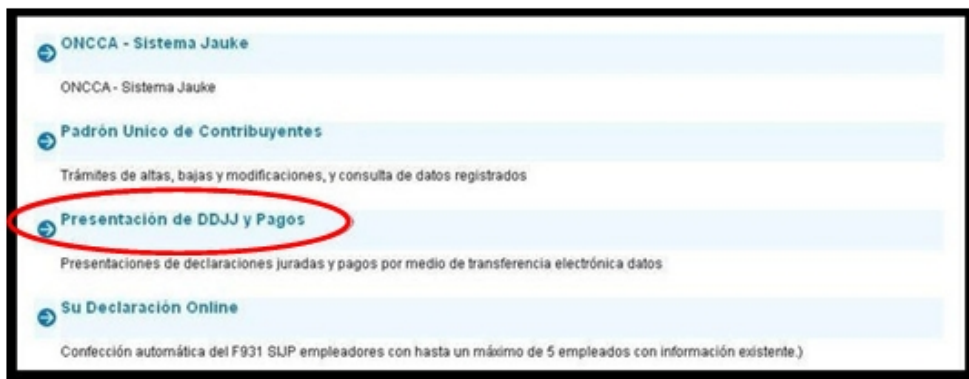 ONCCA - Sistema Jauke
ONCCA - Sistema Jauke
Padrón Unico de Contribuyentes
Trámites de altas, bajas y modificaciones, y consulta de datos registrados
Presentación de DDJJ y Pagos
Presentaciones de declaraciones juradas y pagos por medio de transferencia electrónica datos
Su Declaración Online
Confección automática del F931 SIJP empleadores con hasta un máximo de 5 empleados con información existente.)